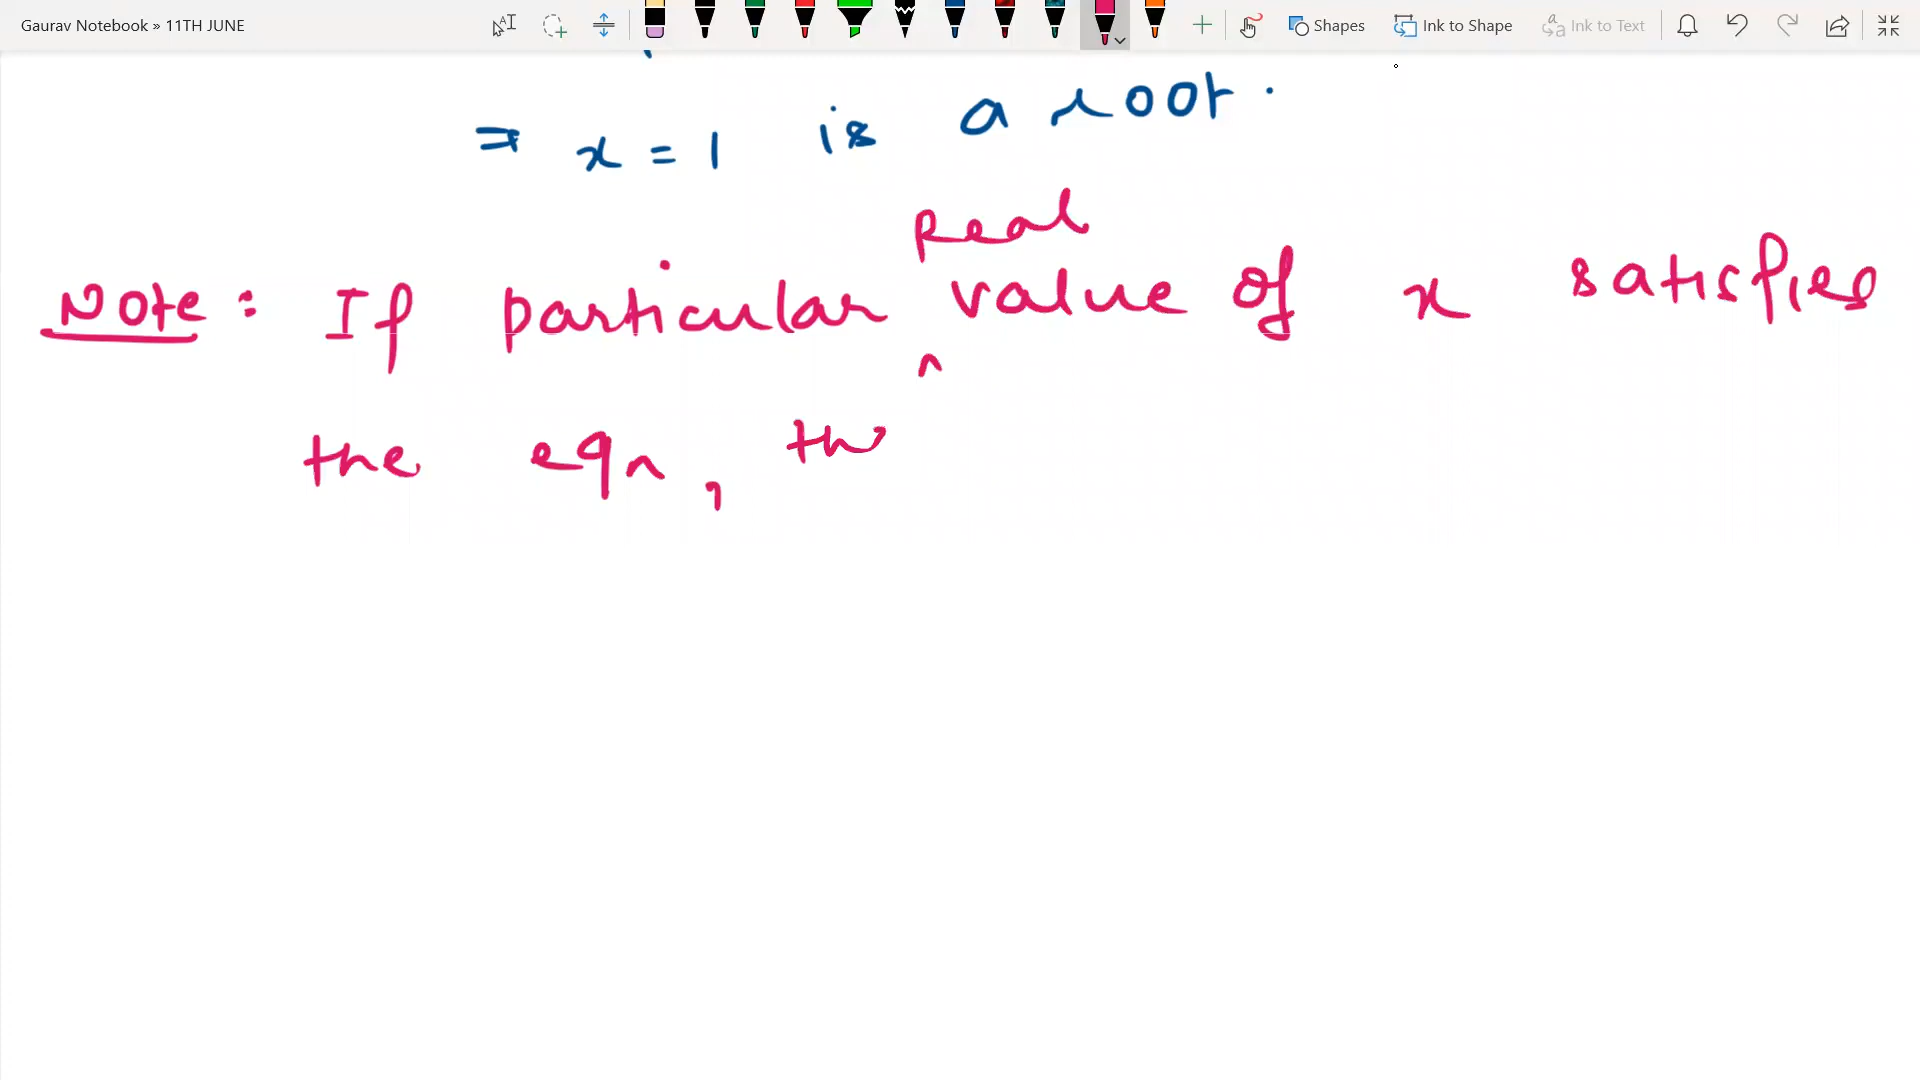 Gaurav Notebook » 11TH JUNE
Shapes
Ink to Shape
Ink to Text
⇒ x = 1 is a root.
Real
Note: If particular ^ value of x satisfies
the eqn, the